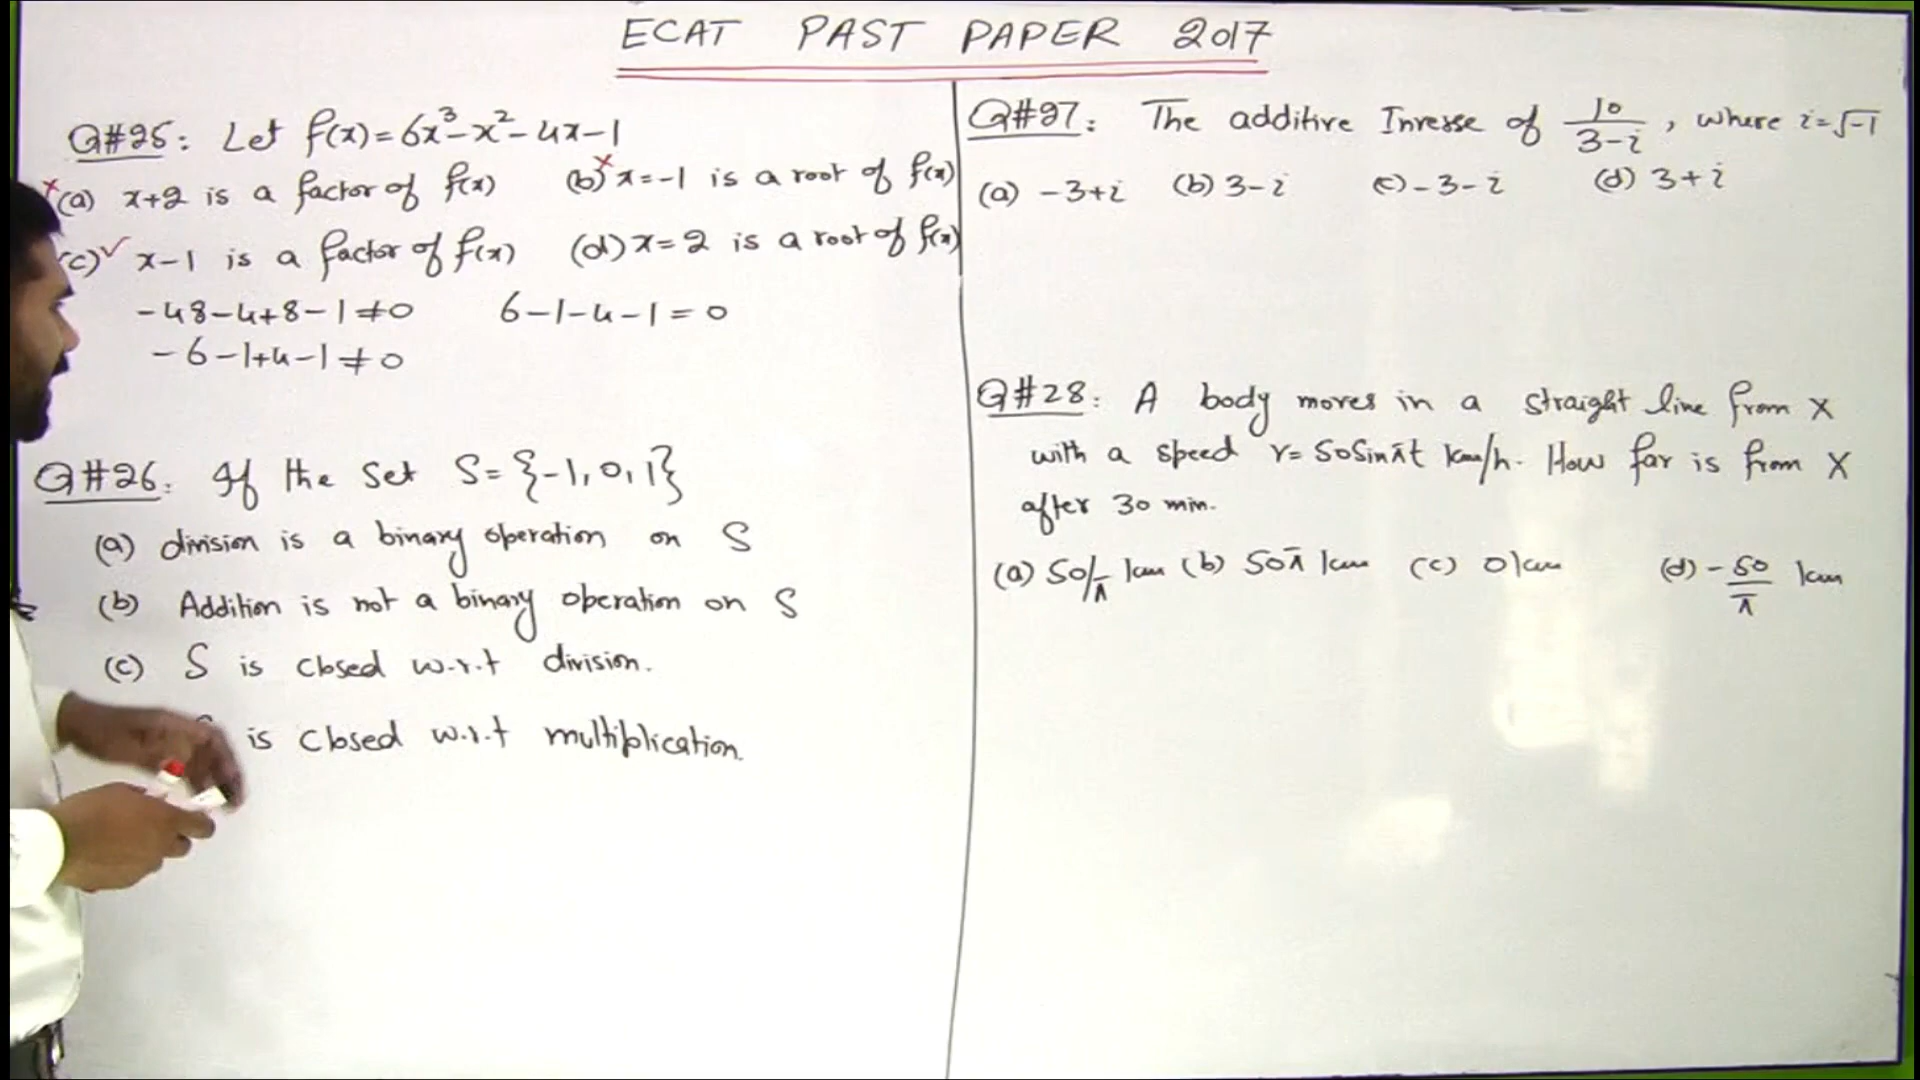 ECAT PAST PAPER 2017
Q#25: Let f(x)=6x³-x²-4x-1
(a) x+2 is a factor of f(x) (b) x=-1 is a root of f(x)
(c) x-1 is a factor of f(x) (d) x=2 is a root of f(x)
-48-4+8-1≠0 6-1-4-1=0
-6-1+4-1≠0
Q#26: If the set S={-1,0,1}
(a) division is a binary operation on S
(b) Addition is not a binary operation on S
(c) S is closed w.r.t division.
is closed w.r.t multiplication.
Q#27: The additive Inverse of 10/3-i, where i=√-1
(a) -3+i (b) 3-i (c) -3-i (d) 3+i
Q#28: A body moves in a straight line from X
with a speed v=50Sinπt km/h. How far is from X
after 30 min.
(a) 50/π km (b) 50π km (c) 0 km (d) -50/π km